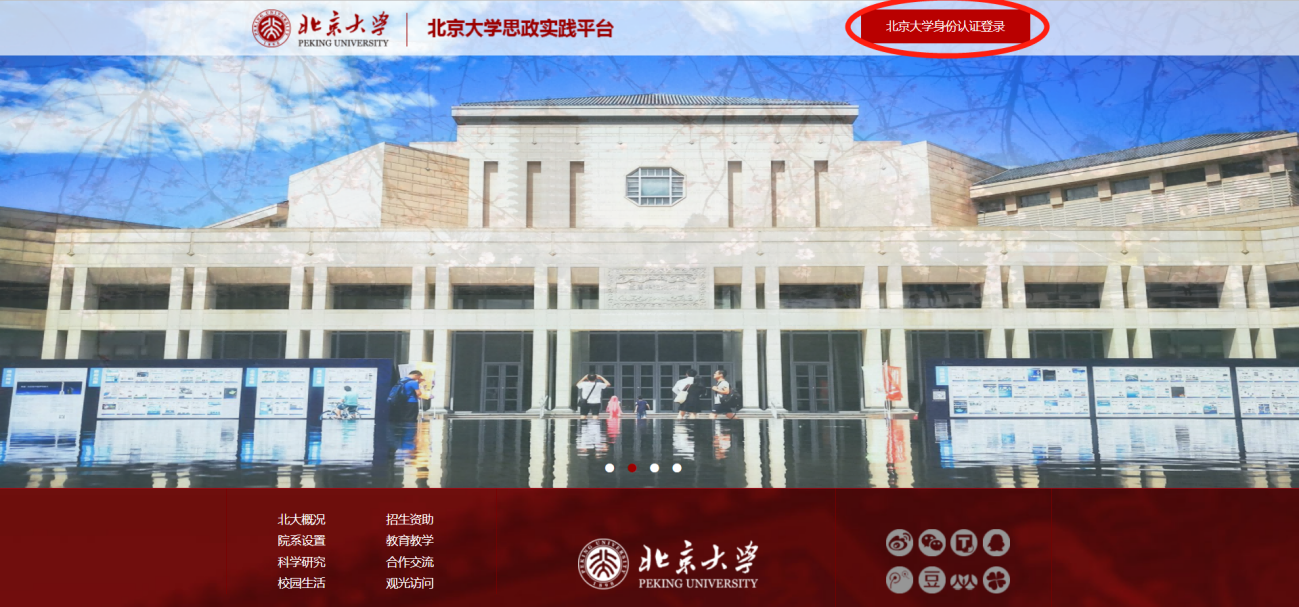 北京大学
PEKING UNIVERSITY
北京大学思政实践平台
北京大学身份认证登录
北大概况
招生资助
院系设置
教育教学
科学研究
合作交流
校园生活
观光访问
北京大学
PEKING UNIVERSITY
豆